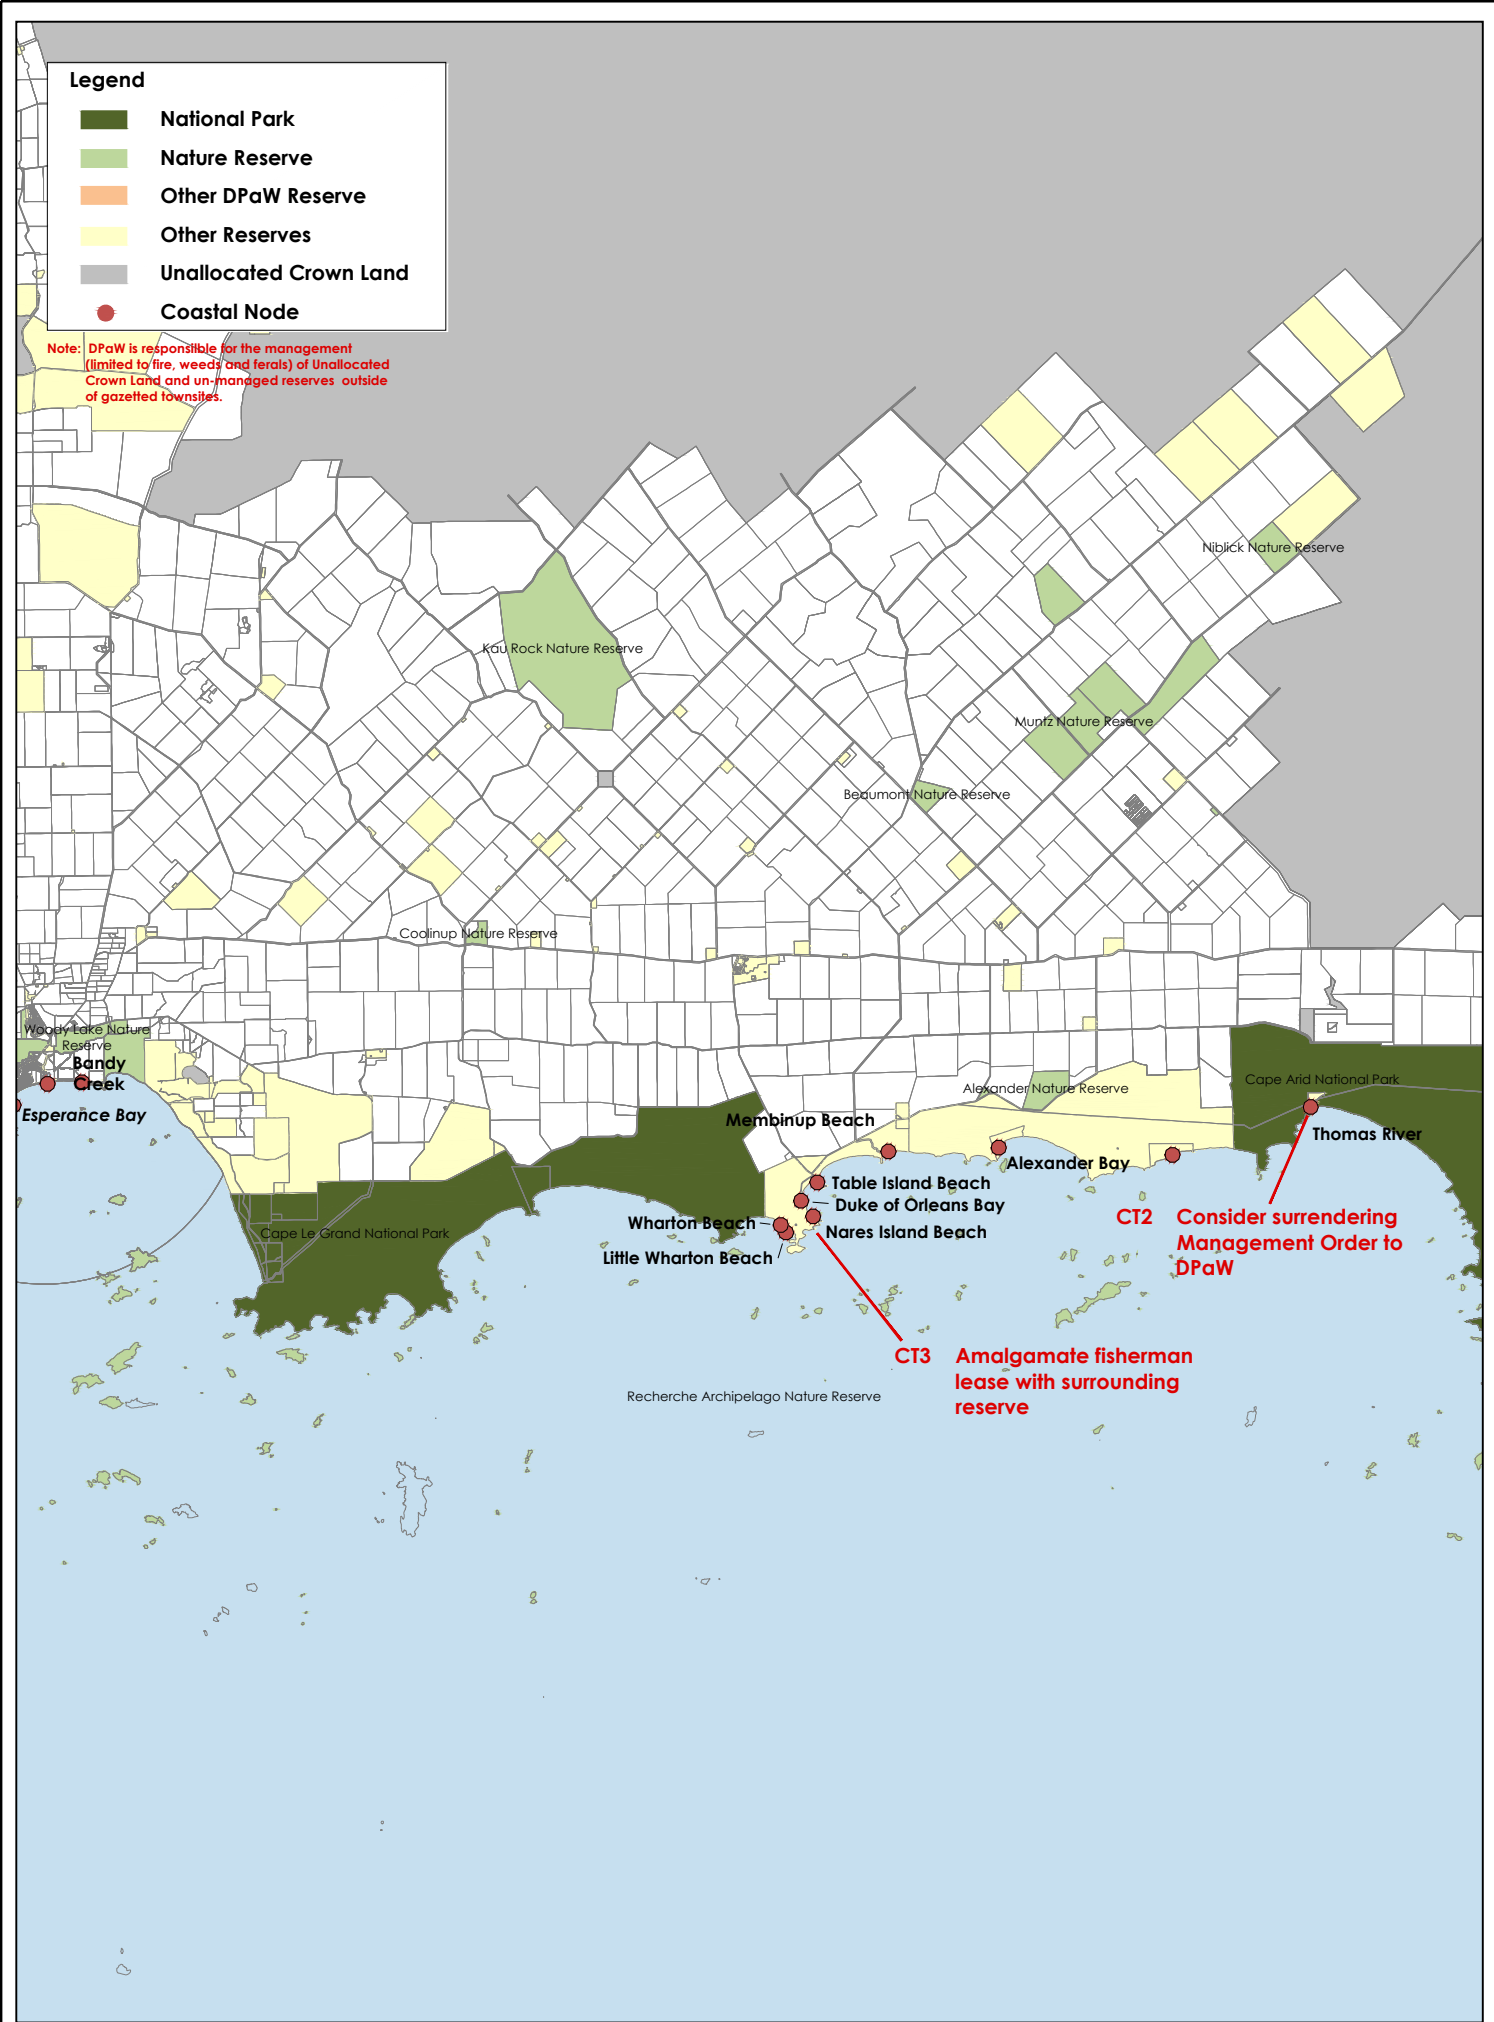 Legend
National Park
Nature Reserve
Other DPaW Reserve
Other Reserves
Unallocated Crown Land
Coastal Node
Note: DPaW is responsilble for the management
(limited to fire, weeds and ferals) of Unallocated
Crown Land and un-managed reserves outside
of gazetted townsites.
Niblick Nature Reserve
Kau Rock Nature Reserve
Muntz Nature Reserve
Beaumont Nature Reserve
Coolinup Nature Reserve
Woody Lake Nature
Reserve
Bandy
Creek
Esperance Bay
Alexander Nature Reserve
Cape Arid National Park
Membinup Beach
Thomas River
Alexander Bay
Table Island Beach
Duke of Orleans Bay
Wharton Beach
Nares Island Beach
Little Wharton Beach
Cape Le Grand National Park
CT2 Consider surrendering
Management Order to
DPaW
CT3 Amalgamate fisherman
lease with surrounding
reserve
Recherche Archipelago Nature Reserve